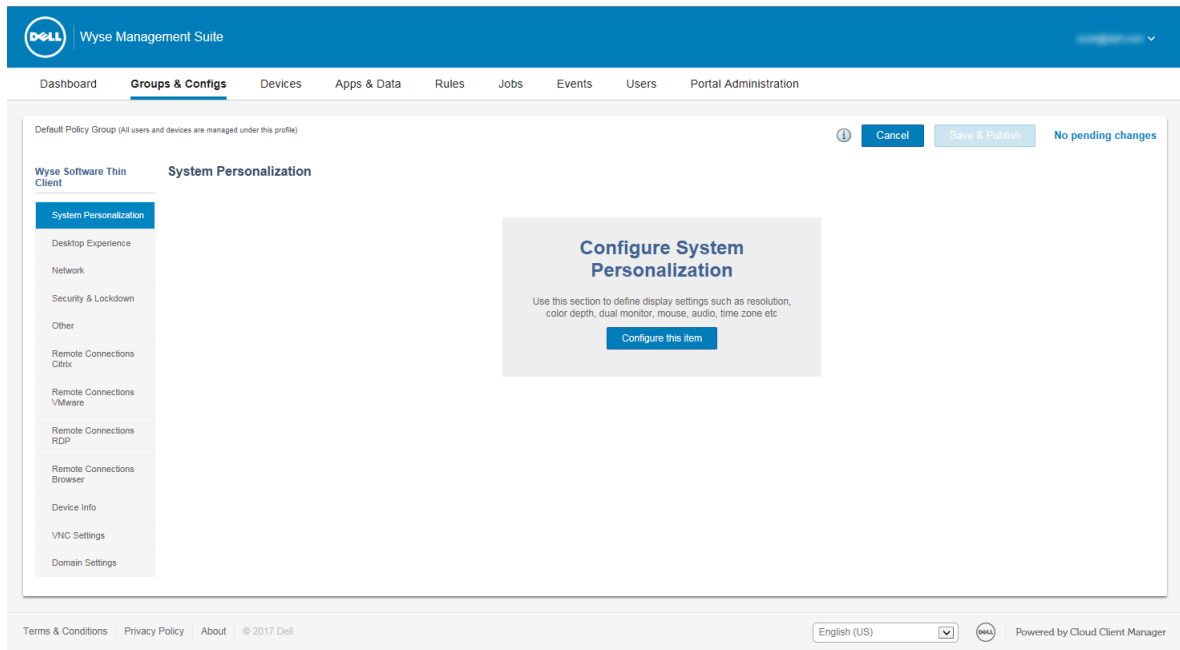 DELL
Wyse Management Suite
Dashboard Groups & Configs Devices Apps & Data Rules Jobs Events Users Portal Administration
Default Policy Group (All users and devices are managed under this profile)
i
Cancel
Save & Publish
No pending changes
Wyse Software Thin
Client
System Personalization
System Personalization
Desktop Experience
Network
Security & Lockdown
Other
Remote Connections
Citrix
Remote Connections
VMware
Remote Connections
RDP
Remote Connections
Browser
Device Info
VNC Settings
Domain Settings
Configure System
Personalization
Use this section to define display settings such as resolution,
color depth, dual monitor, mouse, audio, time zone etc
Configure this item
Terms & Conditions Privacy Policy About © 2017 Dell
English (US)
DELL
Powered by Cloud Client Manager